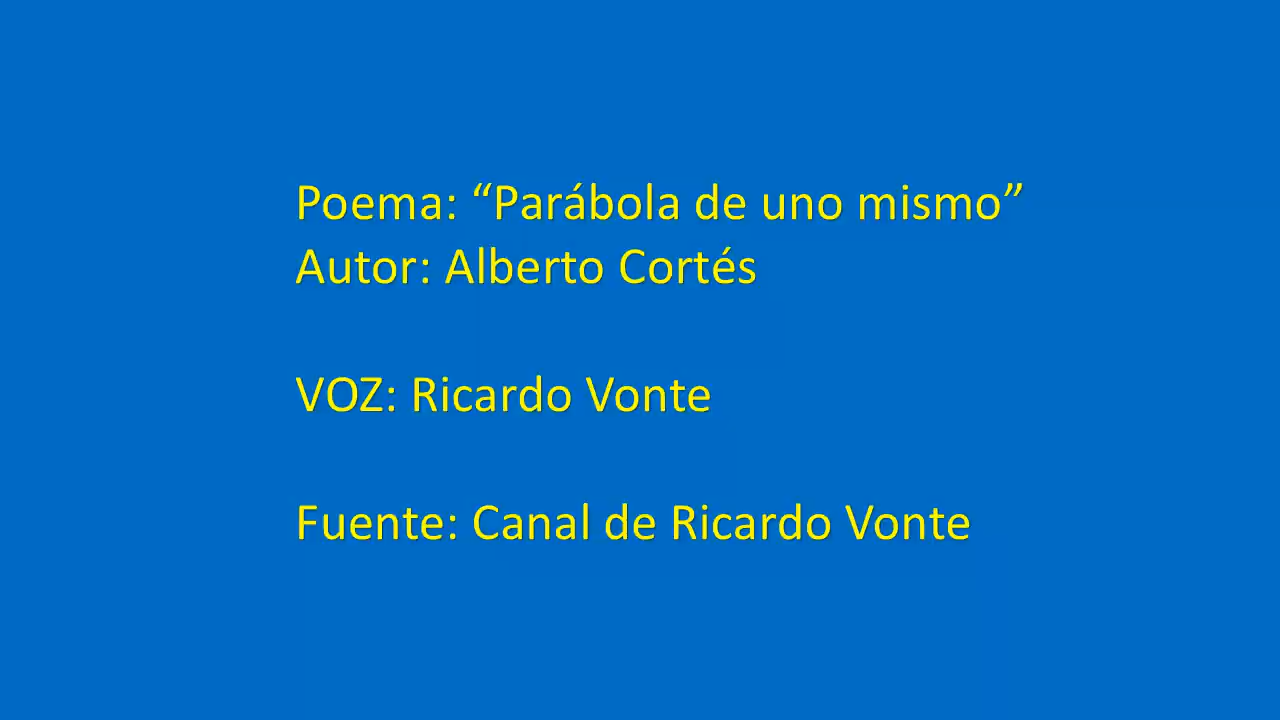 Poema: “Parábola de uno mismo”
Autor: Alberto Cortés
VOZ: Ricardo Vonte
Fuente: Canal de Ricardo Vonte